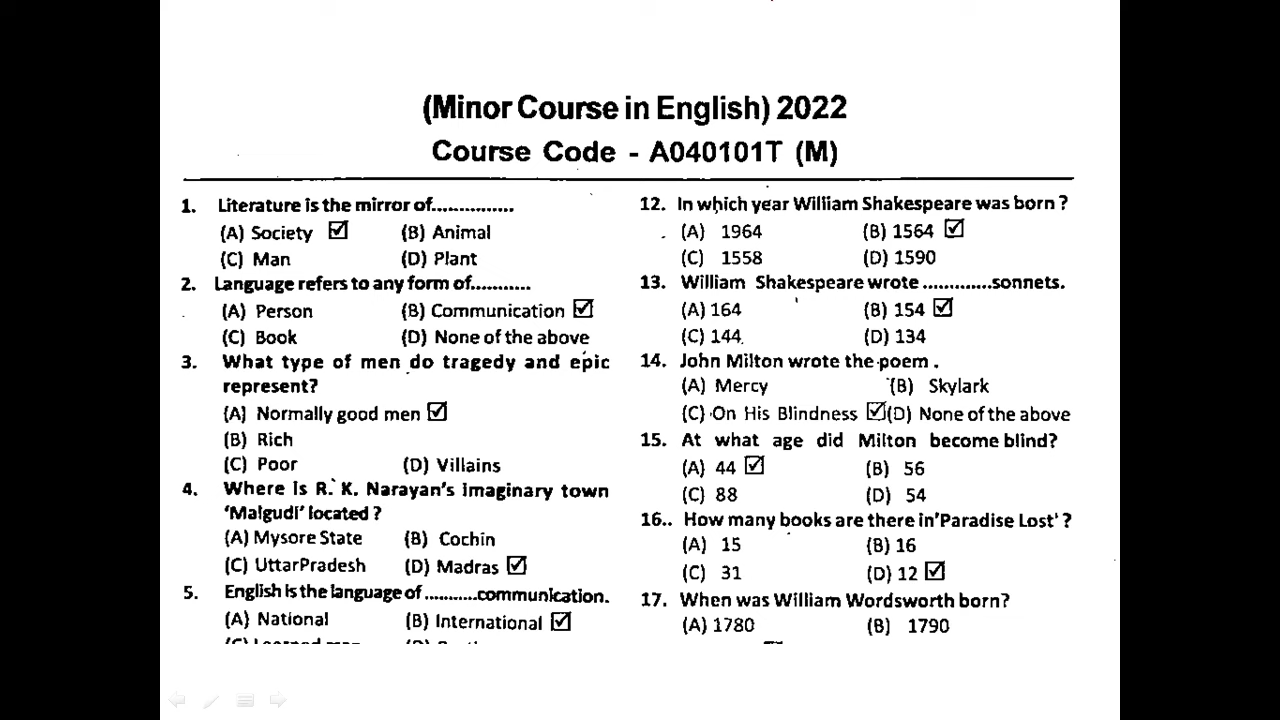 (Minor Course in English) 2022
Course Code - A040101T (M)
1. Literature is the mirror of...............
(A) Society ☑ (B) Animal
(C) Man (D) Plant
2. Language refers to any form of...........
(A) Person (B) Communication ☑
(C) Book (D) None of the above
3. What type of men do tragedy and epic
represent?
(A) Normally good men ☑
(B) Rich
(C) Poor (D) Villains
4. Where is R. K. Narayan's imaginary town
'Malgudi' located ?
(A) Mysore State (B) Cochin
(C) Uttar Pradesh (D) Madras ☑
5. English is the language of ..........communication.
(A) National (B) International ☑
12. In which year William Shakespeare was born ?
(A) 1964 (B) 1564 ☑
(C) 1558 (D) 1590
13. William Shakespeare wrote .............sonnets.
(A) 164 (B) 154 ☑
(C) 144 (D) 134
14. John Milton wrote the poem .
(A) Mercy (B) Skylark
(C) On His Blindness ☑ (D) None of the above
15. At what age did Milton become blind?
(A) 44 ☑ (B) 56
(C) 88 (D) 54
16.. How many books are there in 'Paradise Lost' ?
(A) 15 (B) 16
(C) 31 (D) 12 ☑
17. When was William Wordsworth born?
(A) 1780 (B) 1790